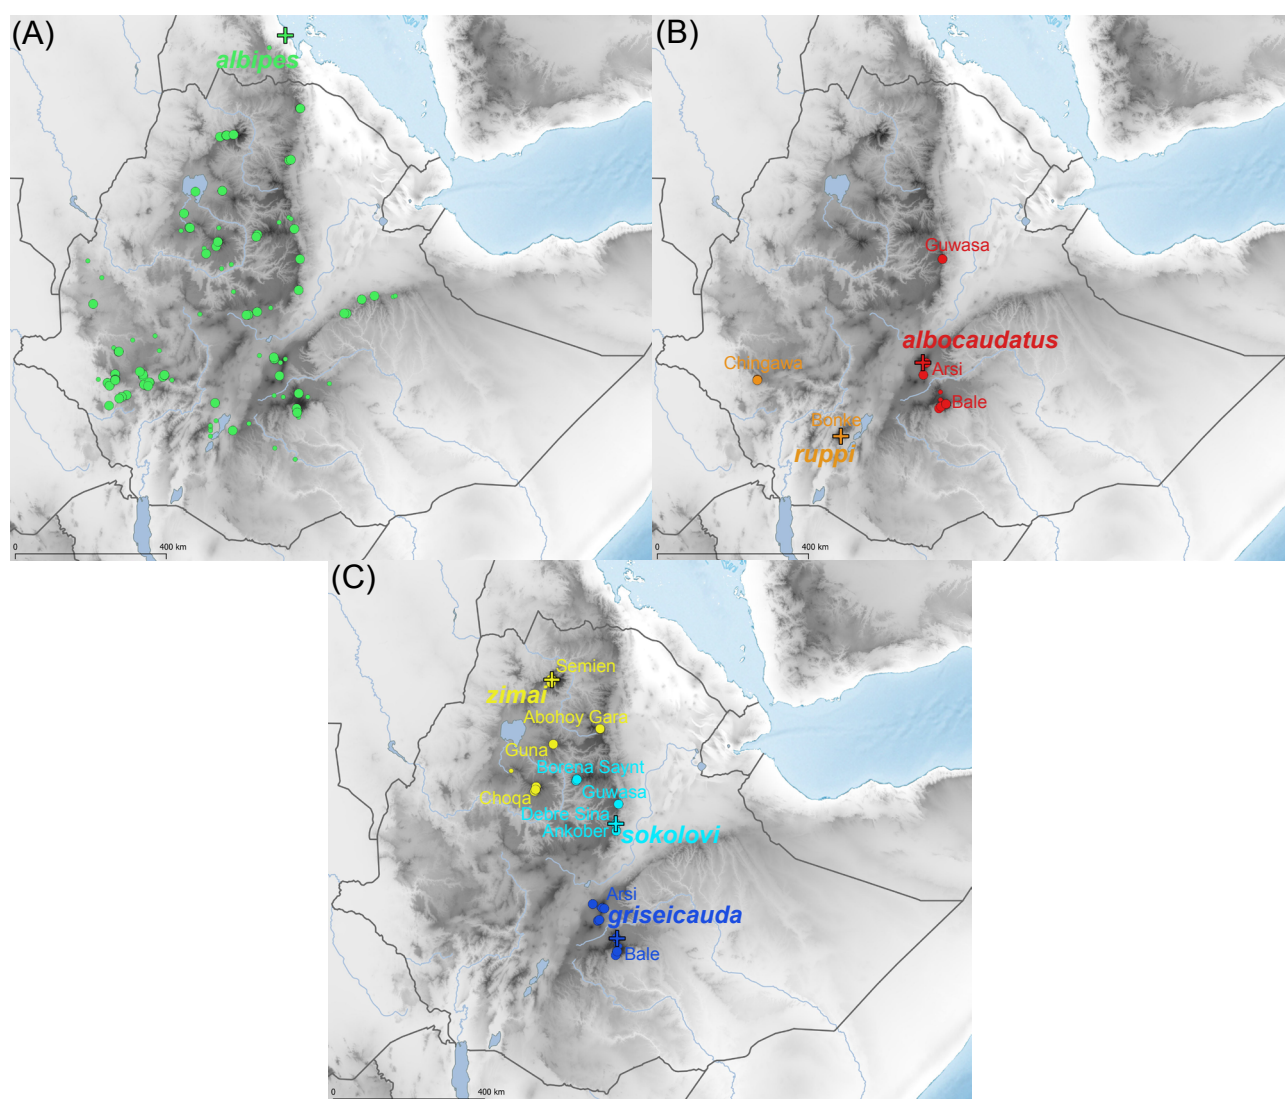 (A)
albipes
0
400 km
(B)
Guwasa
albocaudatus
Arsi
Chingawa
Bale
Bonke
ruppi
0
400 km
(C)
Semien
zimai
Abohoy Gara
Guna
Borena Saynt
Guwasa
Choqa
Debre Sina
Ankober
sokolovi
Arsi
griseicauda
Bale
0
400 km